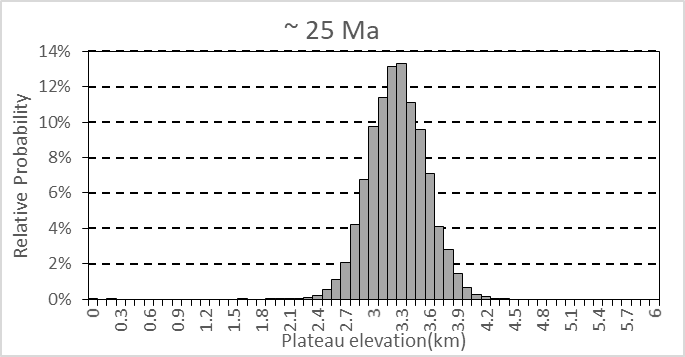 ~ 25 Ma
14%
12%
10%
8%
6%
4%
2%
0%
Relative Probability
0 0.3 0.6 0.9 1.2 1.5 1.8 2.1 2.4 2.7 3 3.3 3.6 3.9 4.2 4.5 4.8 5.1 5.4 5.7 6
Plateau elevation(km)